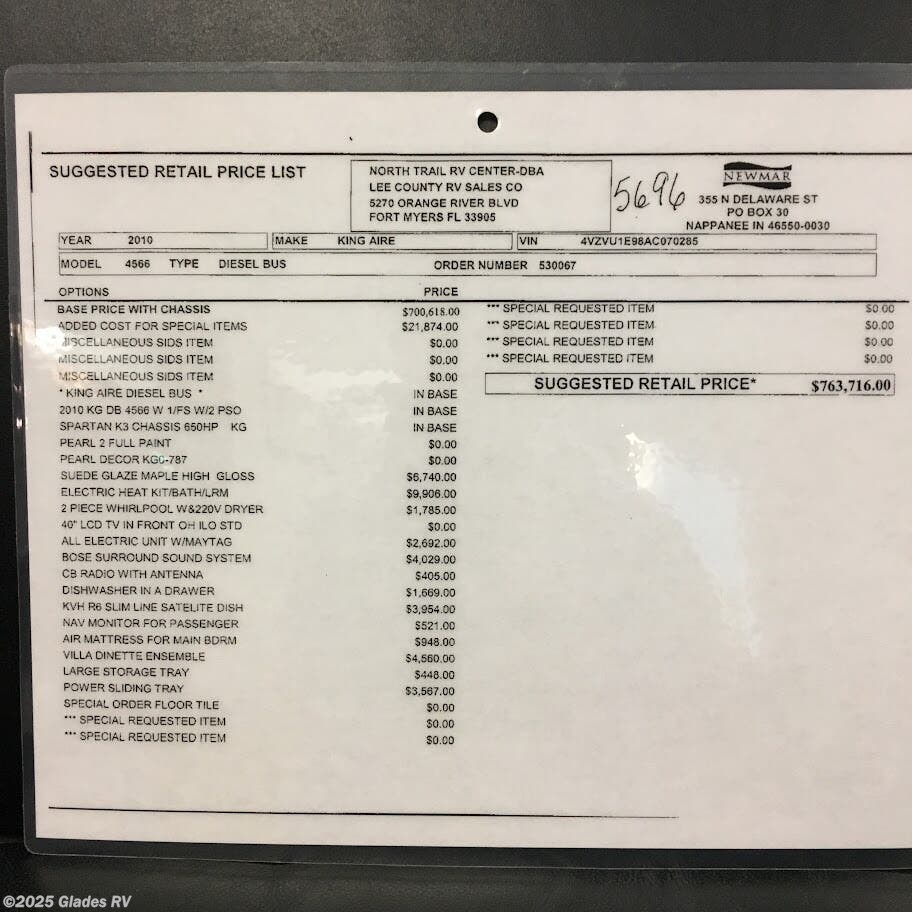 SUGGESTED RETAIL PRICE LIST
NORTH TRAIL RV CENTER-DBA
LEE COUNTY RV SALES CO
5270 ORANGE RIVER BLVD
FORT MYERS FL 33905
5696
NEWMAR
355 N DELAWARE ST
PO BOX 30
NAPPANEE IN 46550-0030
YEAR 2010 MAKE KING AIRE VIN 4VZVU1E98AC070285
MODEL 4566 TYPE DIESEL BUS ORDER NUMBER 530067
OPTIONS PRICE
BASE PRICE WITH CHASSIS $700,618.00
ADDED COST FOR SPECIAL ITEMS $21,874.00
MISCELLANEOUS SIDS ITEM $0.00
MISCELLANEOUS SIDS ITEM $0.00
MISCELLANEOUS SIDS ITEM $0.00
* KING AIRE DIESEL BUS * IN BASE
2010 KG DB 4566 W 1/FS W/2 PSO IN BASE
SPARTAN K3 CHASSIS 650HP KG IN BASE
PEARL 2 FULL PAINT $0.00
PEARL DECOR KG0-787 $0.00
SUEDE GLAZE MAPLE HIGH GLOSS $6,740.00
ELECTRIC HEAT KIT/BATH/LRM $9,906.00
2 PIECE WHIRLPOOL W&220V DRYER $1,785.00
40" LCD TV IN FRONT OH ILO STD $0.00
ALL ELECTRIC UNIT W/MAYTAG $2,692.00
BOSE SURROUND SOUND SYSTEM $4,029.00
CB RADIO WITH ANTENNA $405.00
DISHWASHER IN A DRAWER $1,669.00
KVH R6 SLIM LINE SATELITE DISH $3,954.00
NAV MONITOR FOR PASSENGER $521.00
AIR MATTRESS FOR MAIN BDRM $948.00
VILLA DINETTE ENSEMBLE $4,560.00
LARGE STORAGE TRAY $448.00
POWER SLIDING TRAY $3,567.00
SPECIAL ORDER FLOOR TILE $0.00
*** SPECIAL REQUESTED ITEM $0.00
*** SPECIAL REQUESTED ITEM $0.00
*** SPECIAL REQUESTED ITEM $0.00
*** SPECIAL REQUESTED ITEM $0.00
*** SPECIAL REQUESTED ITEM $0.00
*** SPECIAL REQUESTED ITEM $0.00
SUGGESTED RETAIL PRICE* $763,716.00
©2025 Glades RV